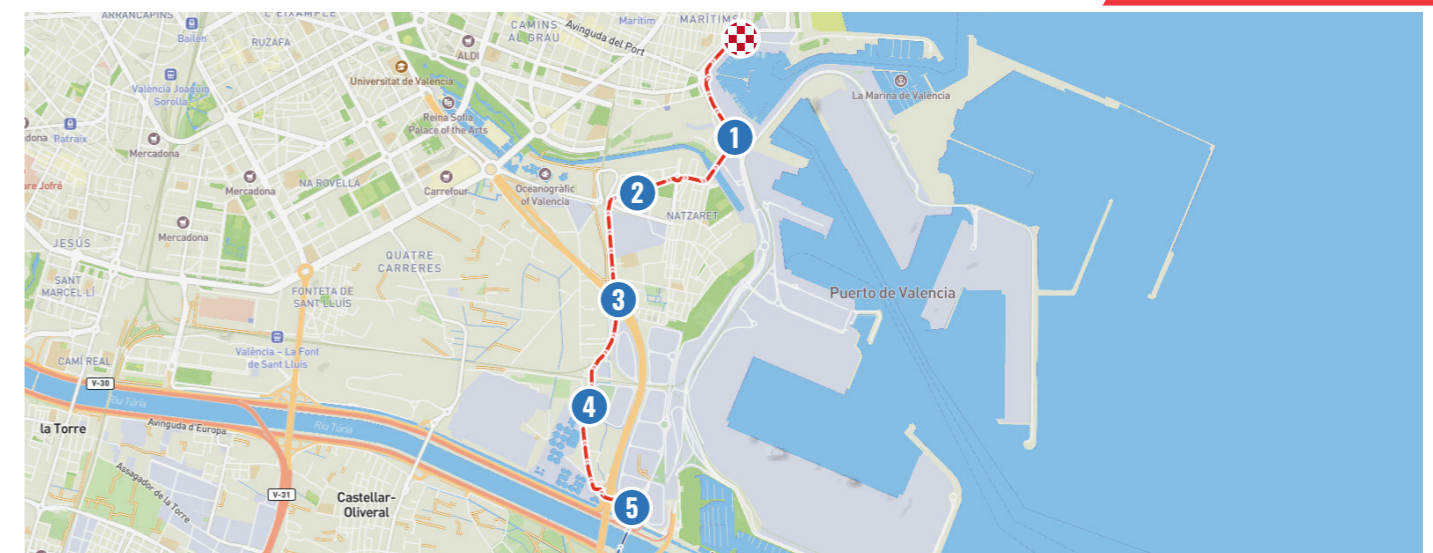 ARRANCAPINS
L'EIXAMPLE
CAMINS
AL GRAU
Avinguda del Port
Marítim
MARÍTIMS
Bailén
RUZAFA
ALDI
València Joaquín
Sorolla
Universitat de València
La Marina de València
Reina Sofía
Palace of the Arts
Patraix
Mercadona
1
Mercadona
NA ROVELLA
Carrefour
Oceanogràfic
of Valencia
2
NATZARET
Mercadona
JESÚS
QUATRE
CARRERES
SANT
MARCEL·LÍ
FONTETA DE
SANT LLUÍS
3
Puerto de Valencia
València - La Font
de Sant Lluís
CAMÍ REAL
V-30
Riu Túria
4
la Torre
Avinguda d'Europa
Riu Túria
Assagador de la Torre
V-31
Castellar-
Oliveral
5